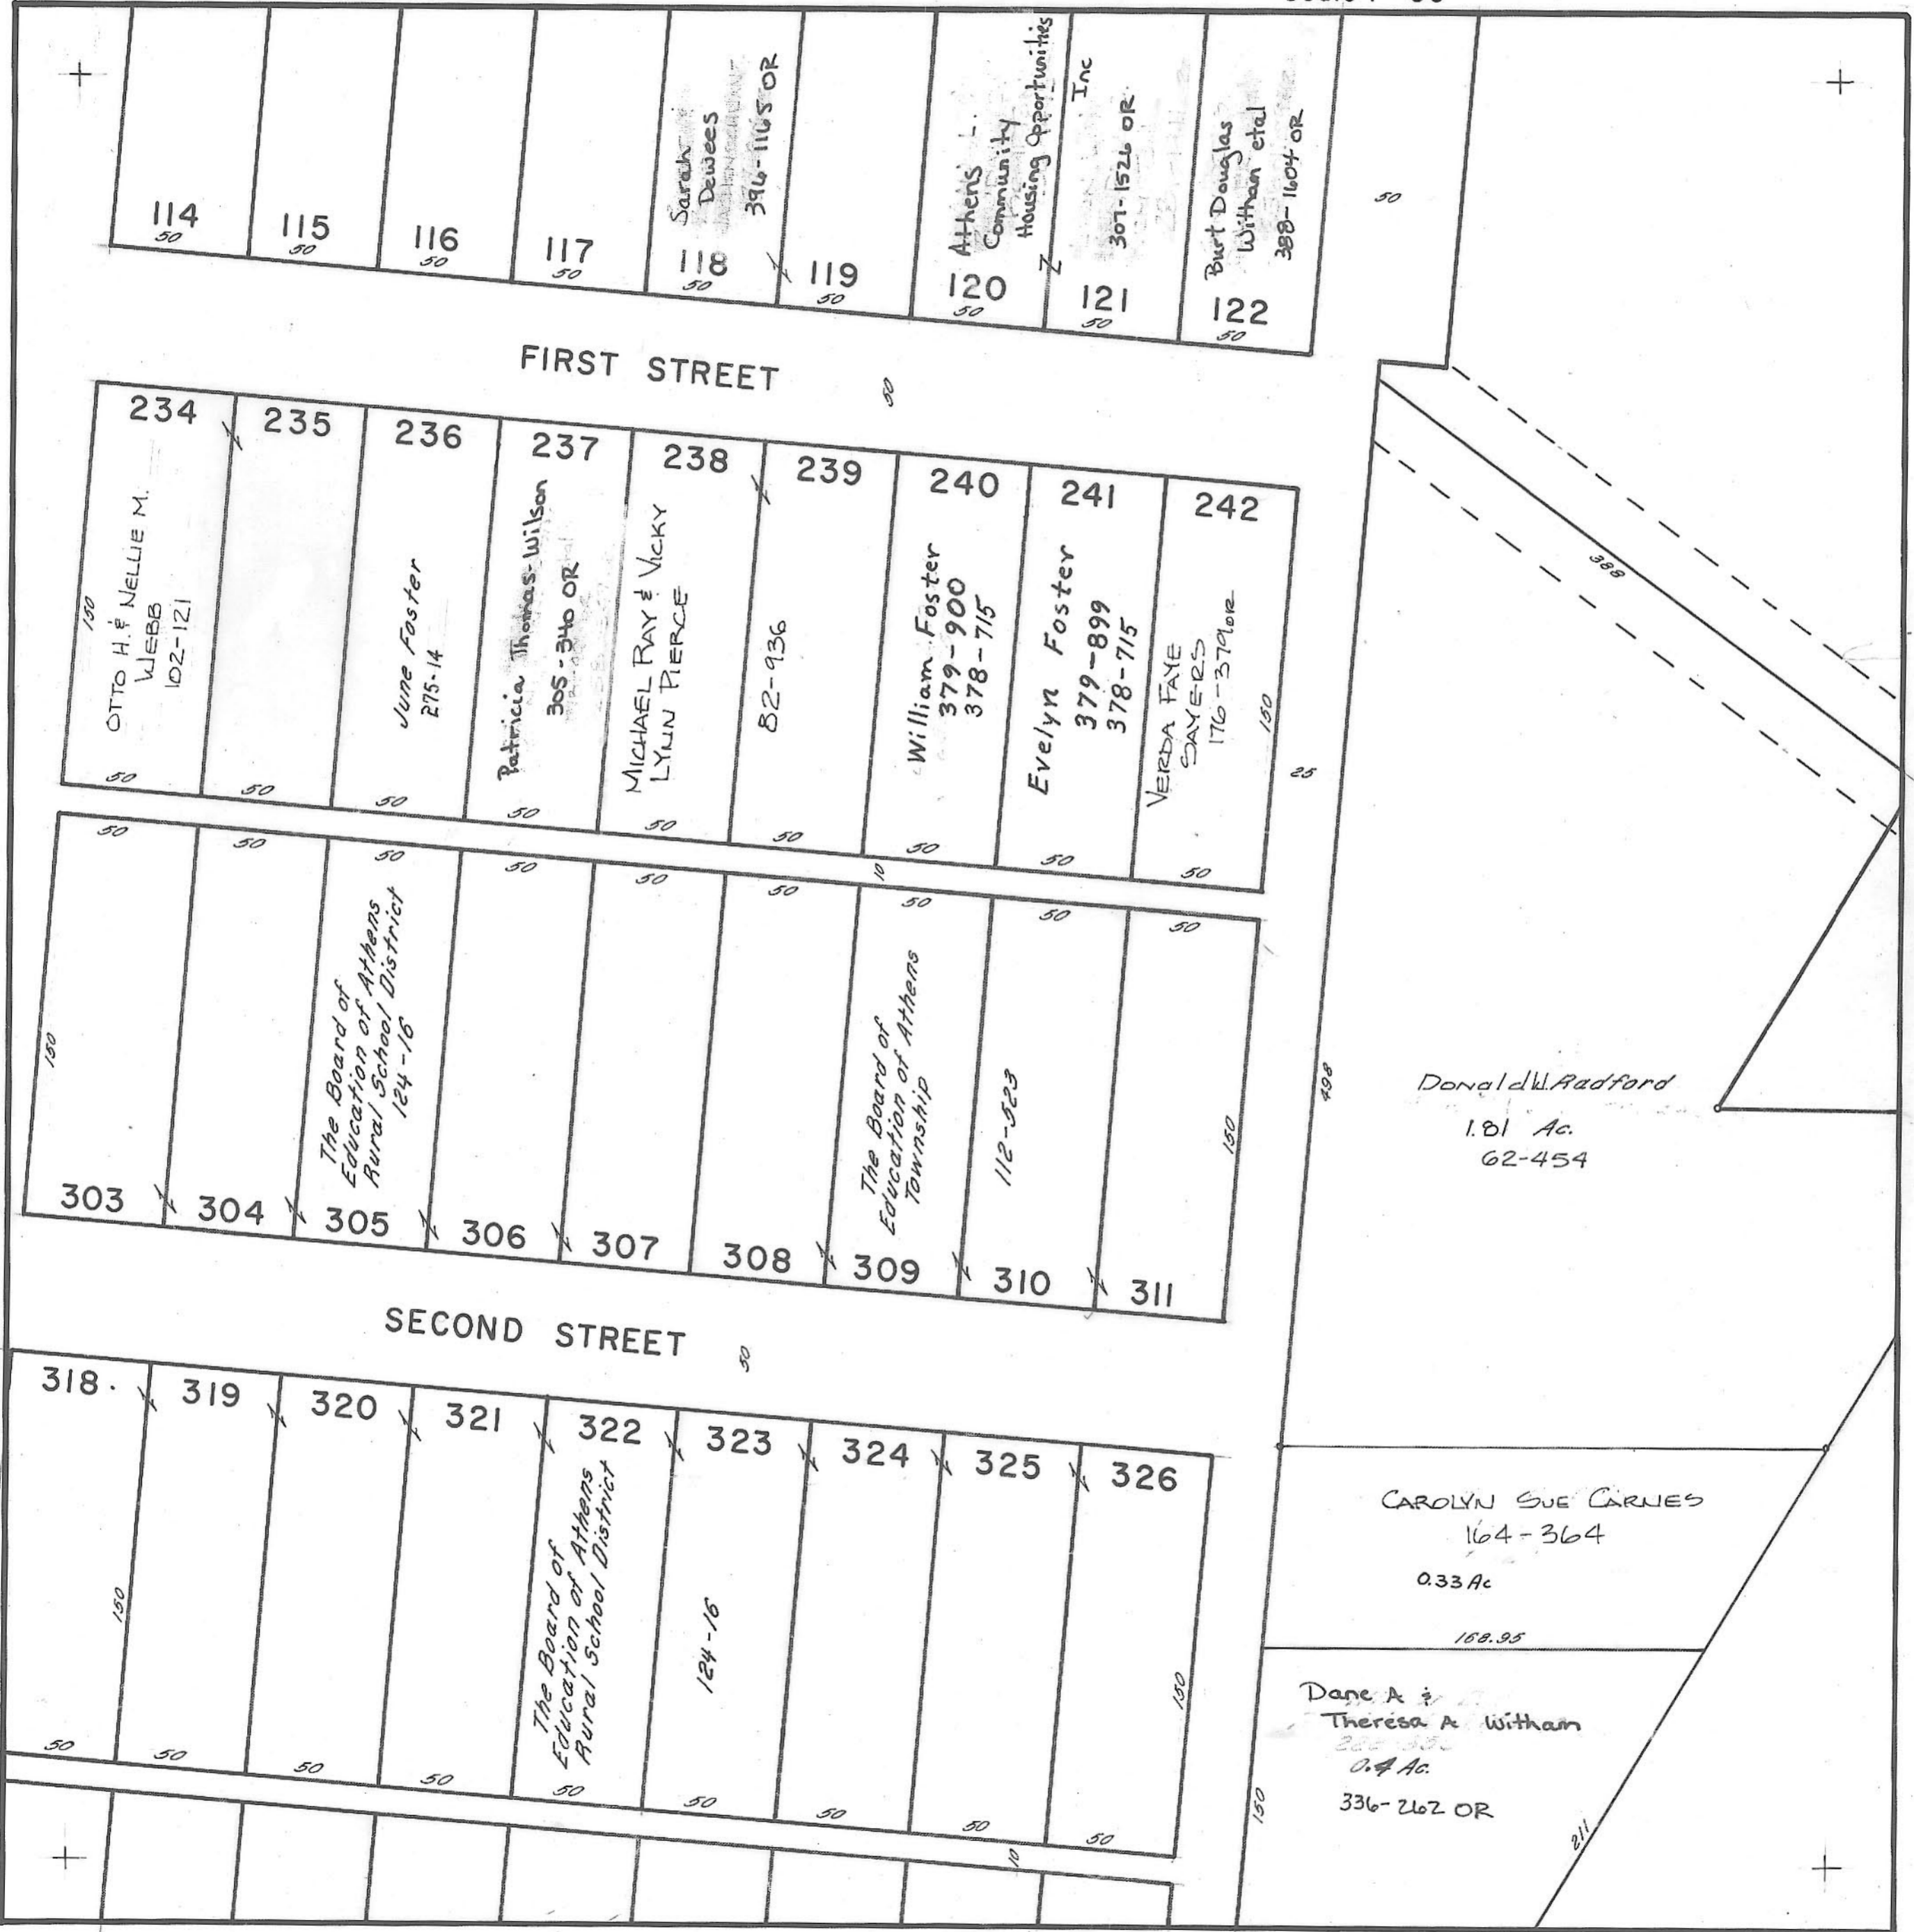 114
50
115
50
116
50
117
50
Sarah
Dewees
396-1165 OR
118
50
119
50
Athens
Community
Housing Opportunities
Inc
307-1526 OR
120
50
121
50
Burt Douglas
Witham etal
388-1604 OR
122
50
50
FIRST STREET
50
234
235
236
237
238
239
240
241
242
OTTO H. & NELLIE M.
WEBB
102-121
150
June Foster
275-14
Patricia Thomas-Wilson
305-340 OR
MICHAEL RAY & VICKY
LYNN PIERCE
82-936
William Foster
379-900
378-715
Evelyn Foster
379-899
378-715
VERDA FAYE
SAYERS
176-379 OR
150
25
388
50
50
50
50
50
50
50
50
50
10
50
50
50
50
50
50
50
50
50
150
The Board of
Education of Athens
Rural School District
124-16
The Board of
Education of Athens
Township
112-523
150
498
Donald W. Radford
1.81 Ac.
62-454
303
304
305
306
307
308
309
310
311
SECOND STREET
50
318.
319
320
321
322
323
324
325
326
150
The Board of
Education of Athens
Rural School District
124-16
150
CAROLYN SUE CARNES
164-364
0.33 Ac
168.95
Dane A &
Theresa A Witham
0.4 Ac.
336-262 OR
150
211
50
50
50
50
50
50
50
50
50
10